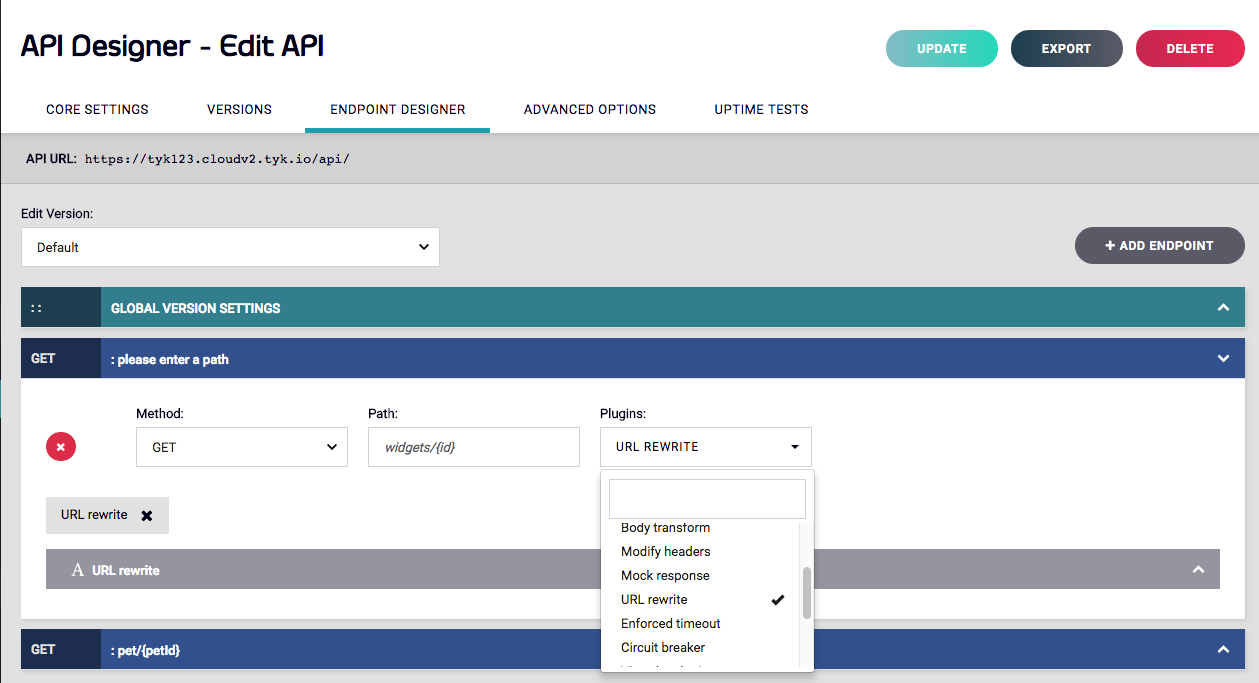 API Designer - Edit API
UPDATE
EXPORT
DELETE
CORE SETTINGS
VERSIONS
ENDPOINT DESIGNER
ADVANCED OPTIONS
UPTIME TESTS
API URL: https://tyk123.cloudv2.tyk.io/api/
Edit Version:
Default
+ ADD ENDPOINT
GLOBAL VERSION SETTINGS
GET : please enter a path
Method:
Path:
Plugins:
GET
widgets/{id}
URL REWRITE
URL rewrite
A URL rewrite
Body transform
Modify headers
Mock response
URL rewrite
Enforced timeout
Circuit breaker
GET : pet/{petId}